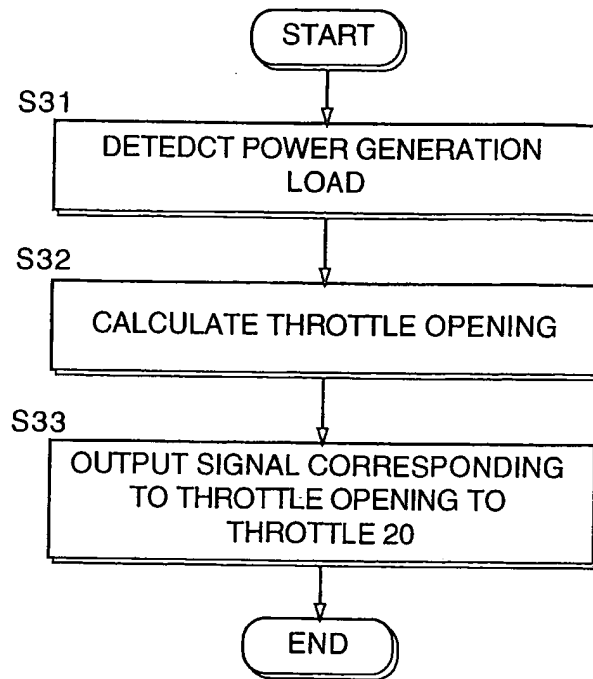 START
S31
DETEDCT POWER GENERATION
LOAD
S32
CALCULATE THROTTLE OPENING
S33
OUTPUT SIGNAL CORRESPONDING
TO THROTTLE OPENING TO
THROTTLE 20
END